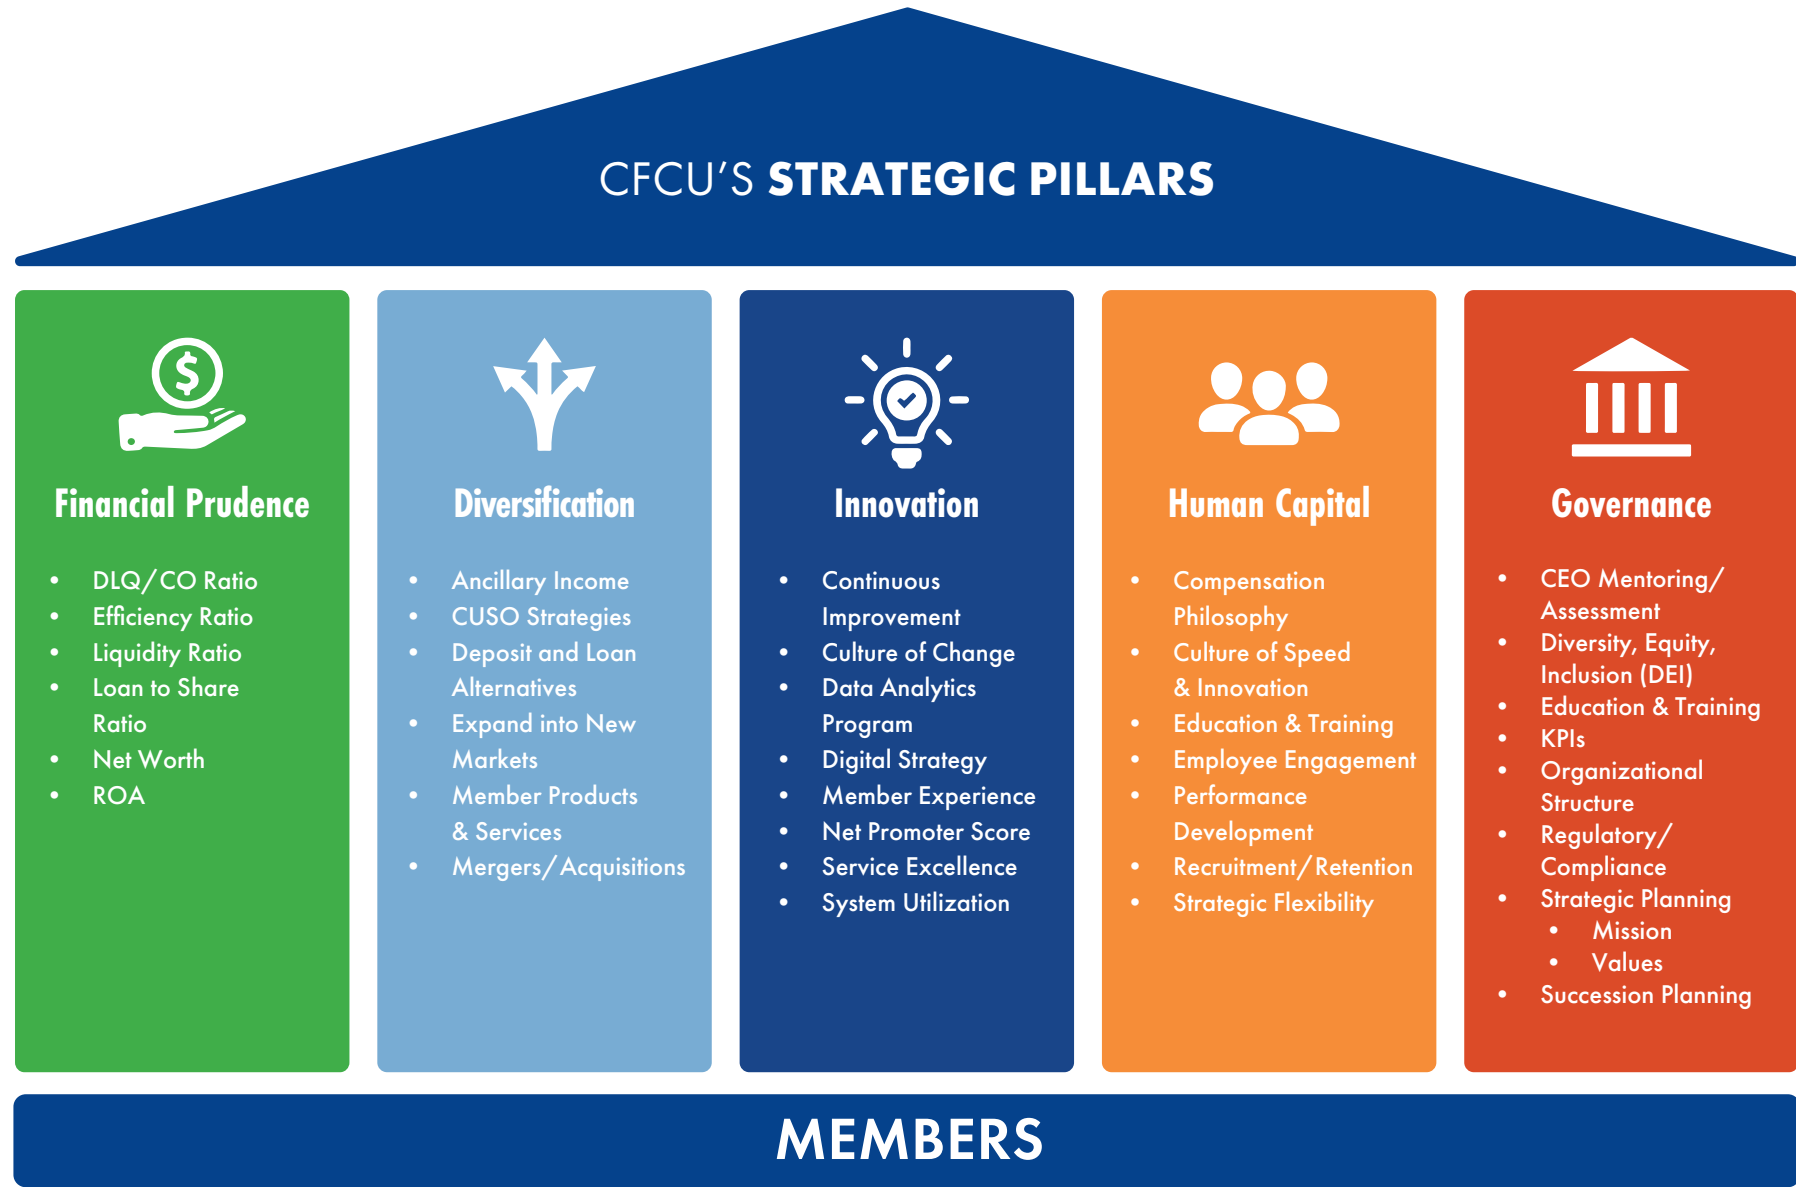 CFCU'S STRATEGIC PILLARS
$
Financial Prudence
• DLQ/CO Ratio
• Efficiency Ratio
• Liquidity Ratio
• Loan to Share
Ratio
• Net Worth
• ROA
Diversification
• Ancillary Income
• CUSO Strategies
• Deposit and Loan
Alternatives
• Expand into New
Markets
• Member Products
& Services
• Mergers/Acquisitions
Innovation
• Continuous
Improvement
• Culture of Change
• Data Analytics
Program
• Digital Strategy
• Member Experience
• Net Promoter Score
• Service Excellence
• System Utilization
Human Capital
• Compensation
Philosophy
• Culture of Speed
& Innovation
• Education & Training
• Employee Engagement
• Performance
Development
• Recruitment/Retention
• Strategic Flexibility
Governance
• CEO Mentoring/
Assessment
• Diversity, Equity,
Inclusion (DEI)
• Education & Training
• KPIs
• Organizational
Structure
• Regulatory/
Compliance
• Strategic Planning
• Mission
• Values
• Succession Planning
MEMBERS